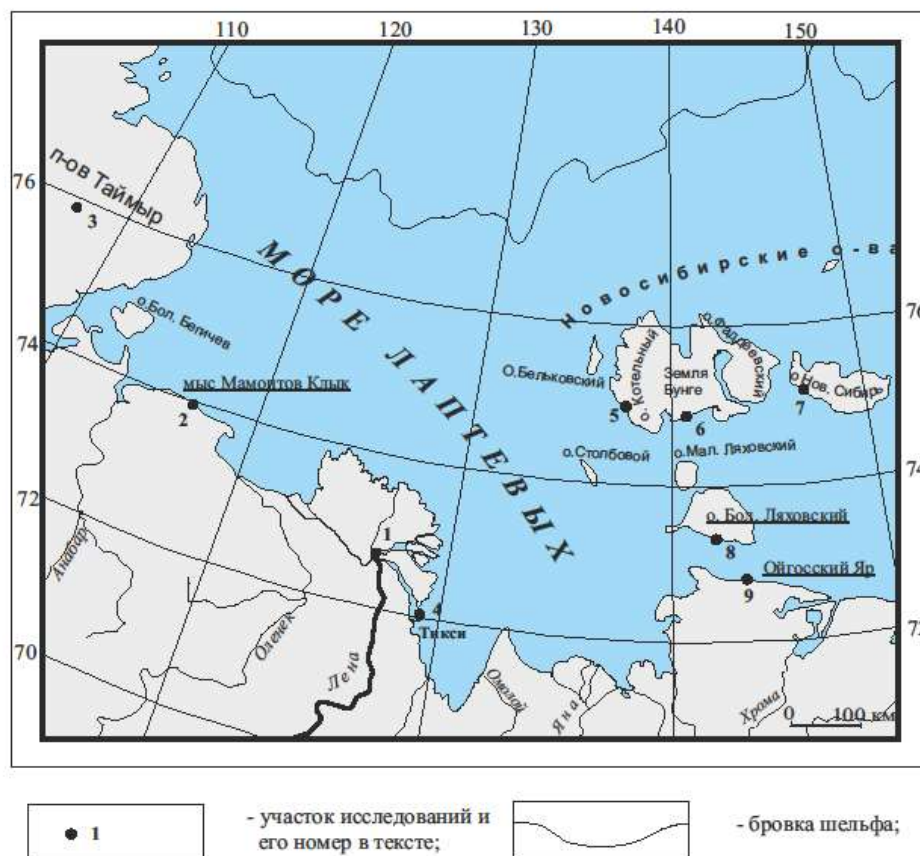 110
120
130
140
150
76
74
72
70
76
74
72
п-ов Таймыр
3
о.Бол. Бегичев
мыс Мамонтов Клык
2
МОРЕ ЛАПТЕВЫХ
Новосибирские о-ва
О.Бельковский
о. Котельный
Земля
Бунге
о.Фаддеевский
о.Нов. Сибирь
5
6
7
о.Столбовой
о.Мал. Ляховский
о. Бол. Ляховский
8
Ойгосский Яр
9
1
4
Тикси
Анабар
Оленек
Лена
Омолой
Яна
Хрома
0 100 км
1
- участок исследований и
его номер в тексте;
- бровка шельфа;